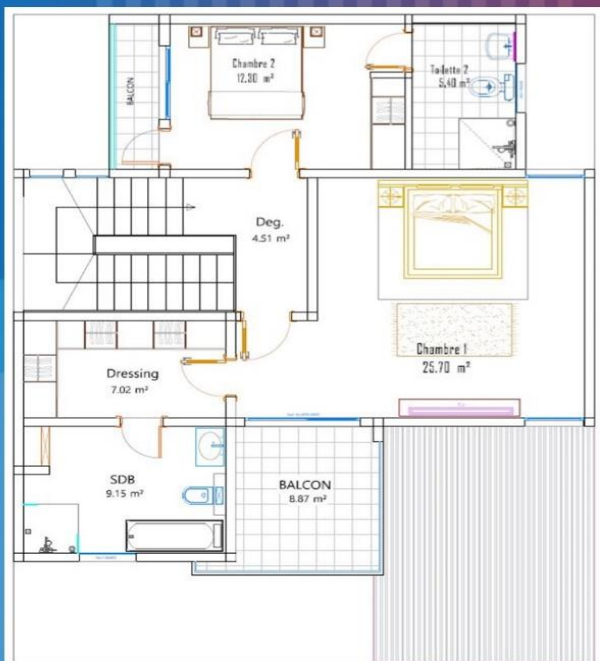 Chambre 2
12.30 m²
Toilette 2
5.40 m²
BALCON
Deg.
4.51 m²
Chambre 1
25.70 m²
Dressing
7.02 m²
SDB
9.15 m²
BALCON
8.87 m²